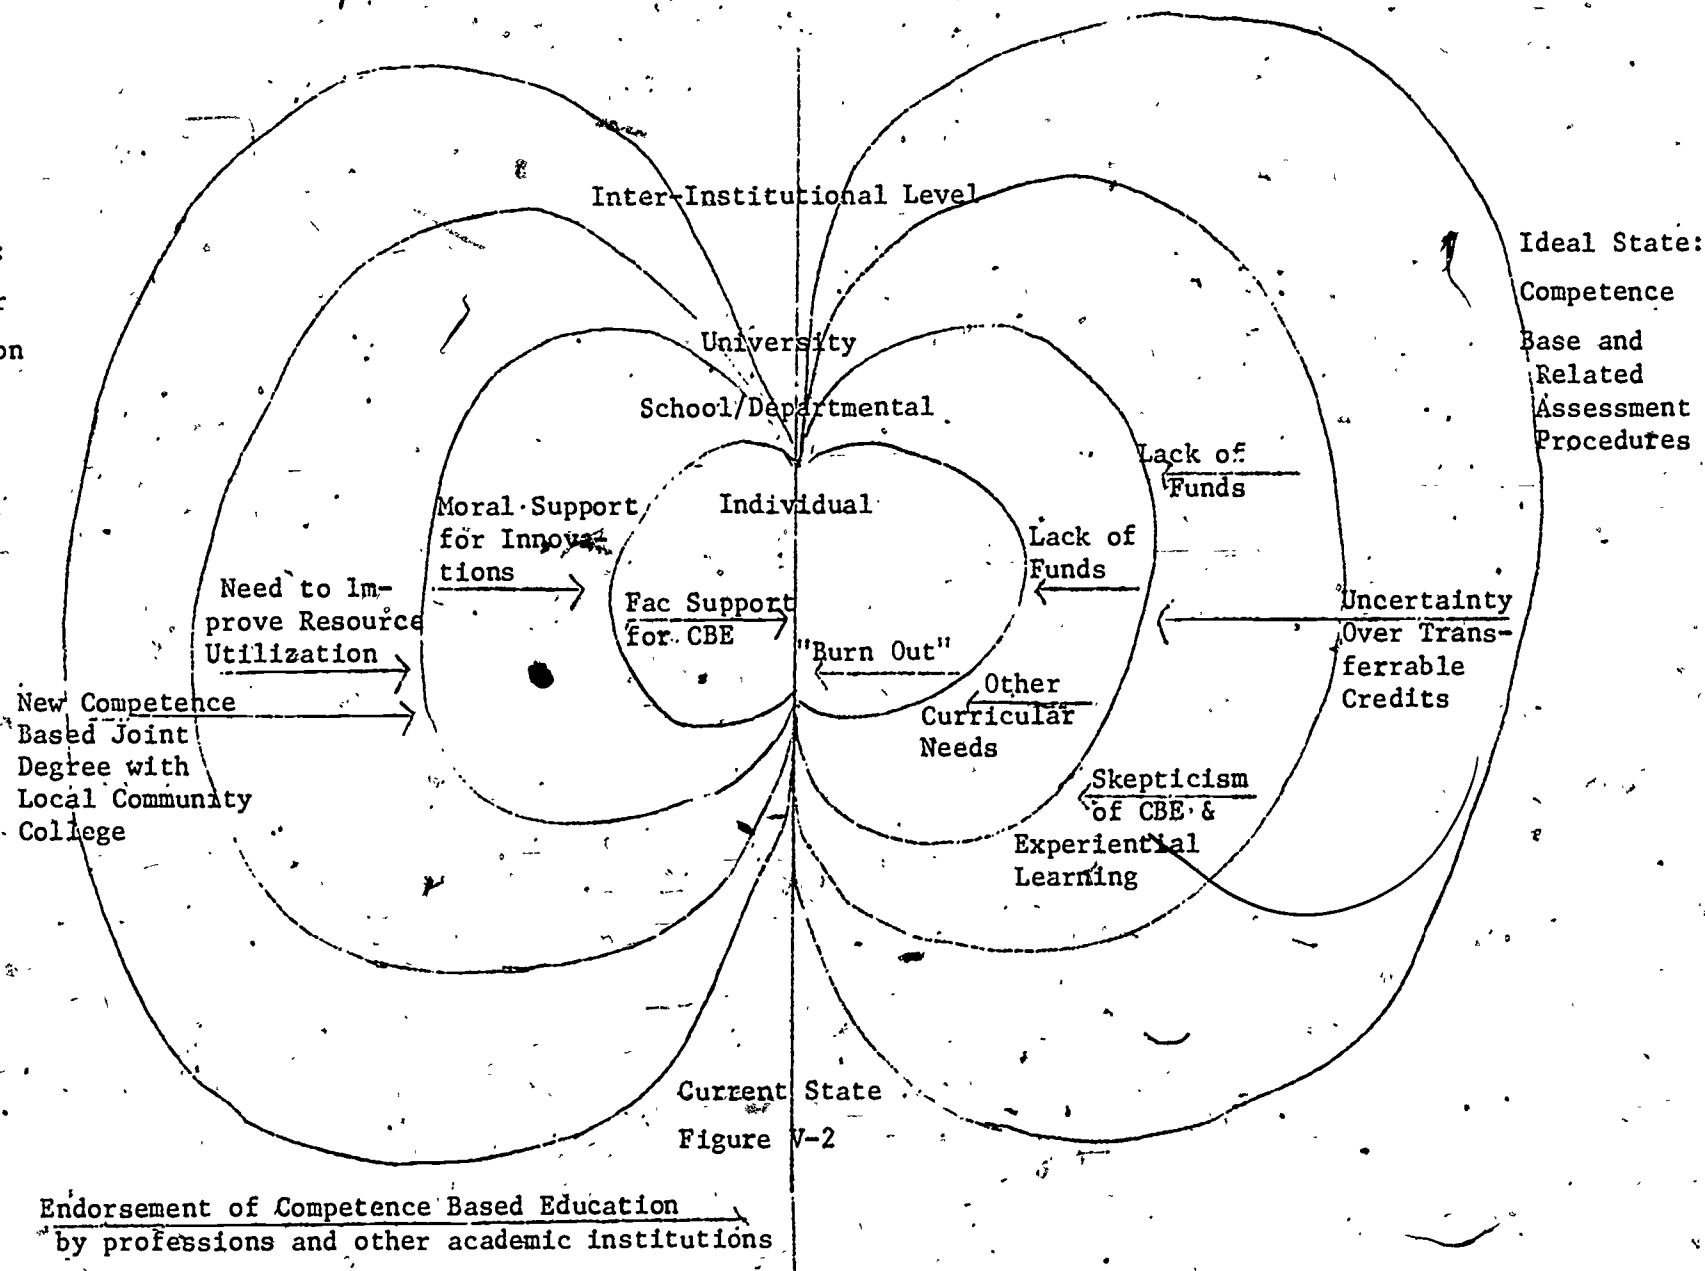 Inter-Institutional Level
University
School/Departmental
Individual
Ideal State:
Competence
Base and
Related
Assessment
Procedures
on
Moral Support
for Innova-
tions
Need to Im-
prove Resource
Utilization
New Competence
Based Joint
Degree with
Local Community
College
Fac Support
for CBE
"Burn Out"
Lack of
Funds
Lack of
Funds
Other
Curricular
Needs
Uncertainty
Over Trans-
ferrable
Credits
Skepticism
of CBE &
Experiential
Learning
Current State
Figure V-2
Endorsement of Competence Based Education
by professions and other academic institutions